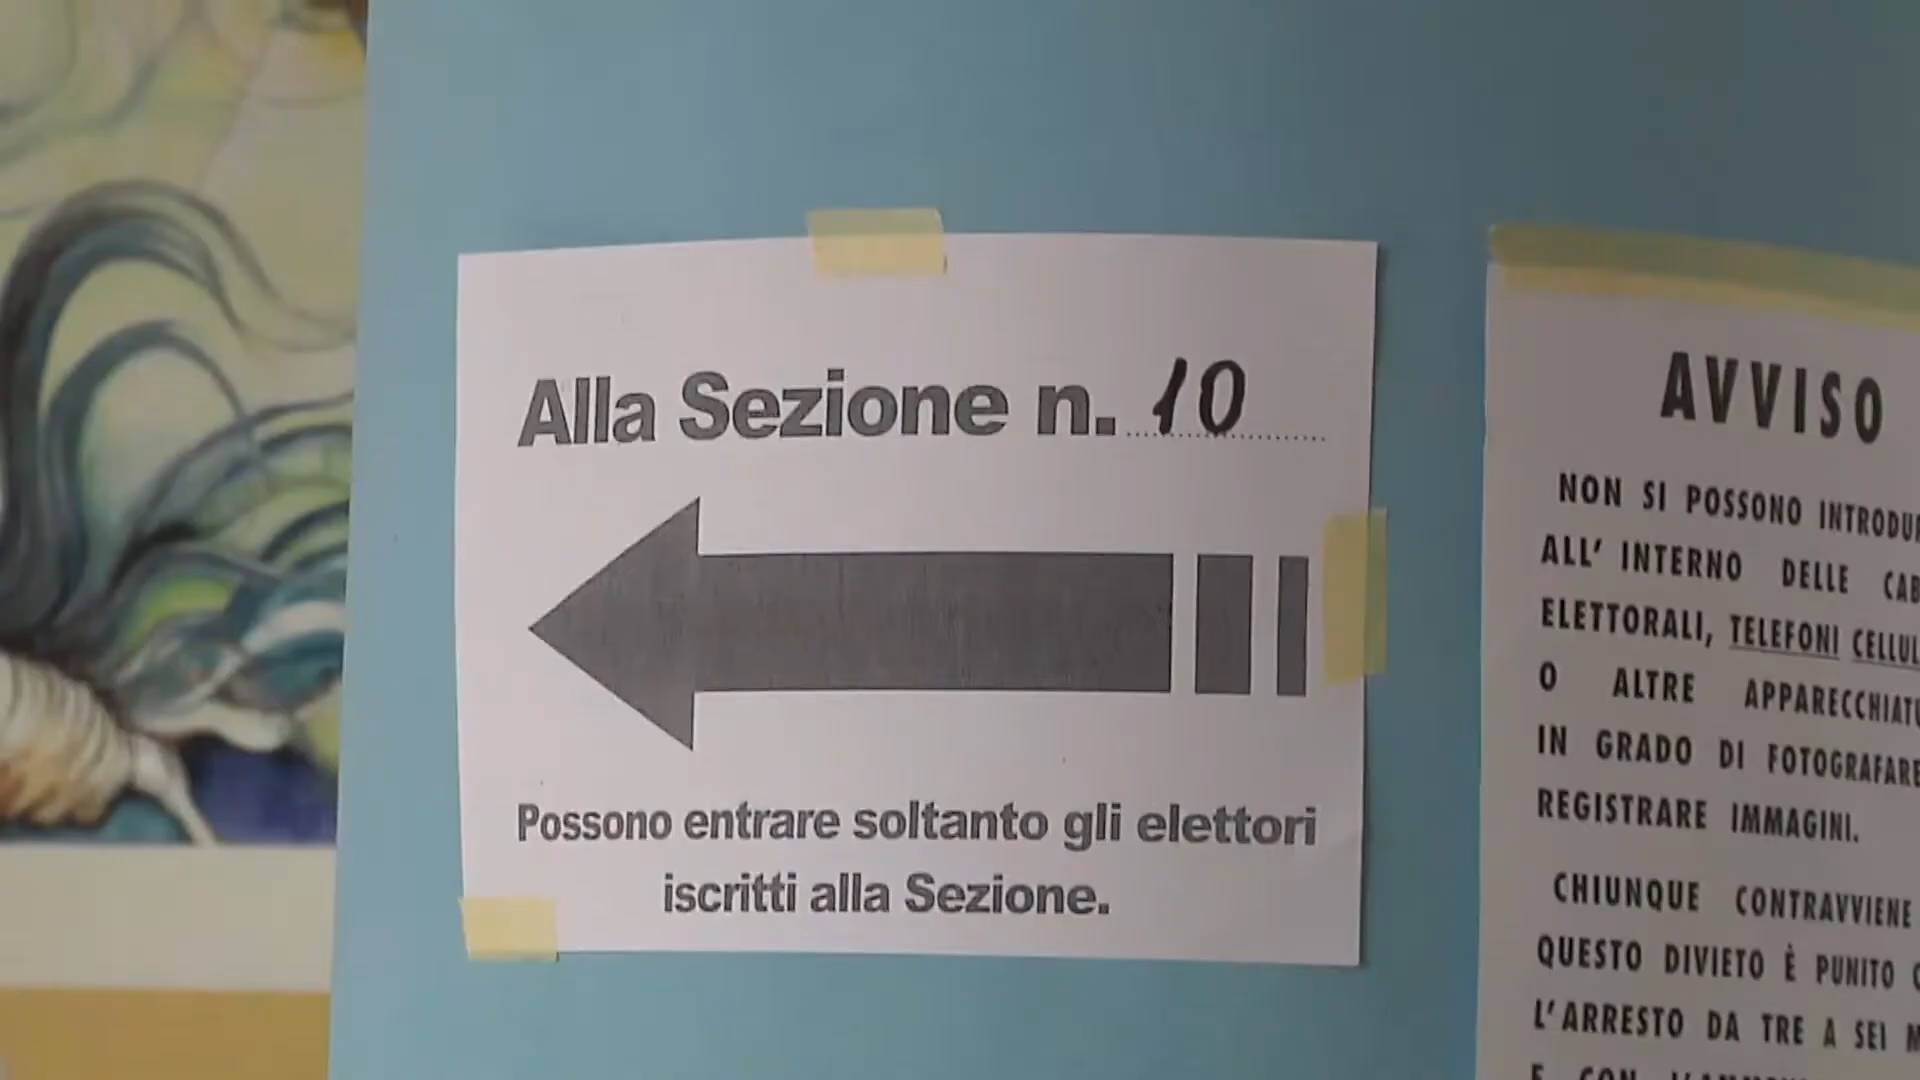 Alla Sezione n. 10
Possono entrare soltanto gli elettori
iscritti alla Sezione.
AVVISO
NON SI POSSONO
ALL' INTERNO DELLE
ELETTORALI, TELEFONI
O ALTRE
IN GRADO DI FOTOGRAFARE
REGISTRARE IMMAGINI.
CHIUNQUE CONTRAVVIENE
QUESTO DIVIETO È PUNITO
L'ARRESTO DA TRE A SEI